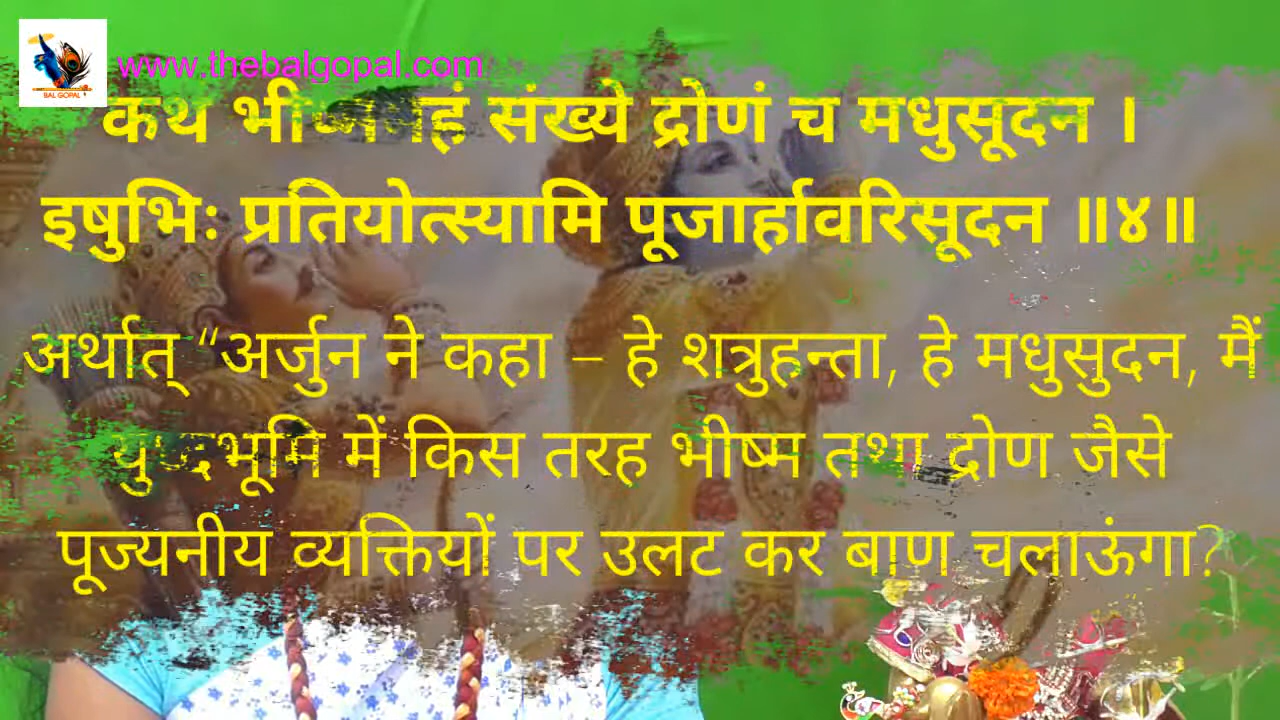 BAL GOPAL
www.thebalgopal.com
संख्ये द्रोणं च मधुसूदन ।
इषुभिः प्रतियोत्स्यामि पूजार्हावरिसूदन ॥४॥
अर्थात् “अर्जुन ने कहा – हे शत्रुहन्ता, हे मधुसुदन, मैं
युध्दभूमि में किस तरह भीष्म तथा द्रोण जैसे
पूज्यनीय व्यक्तियों पर उलट कर बाण चलाऊंगा?